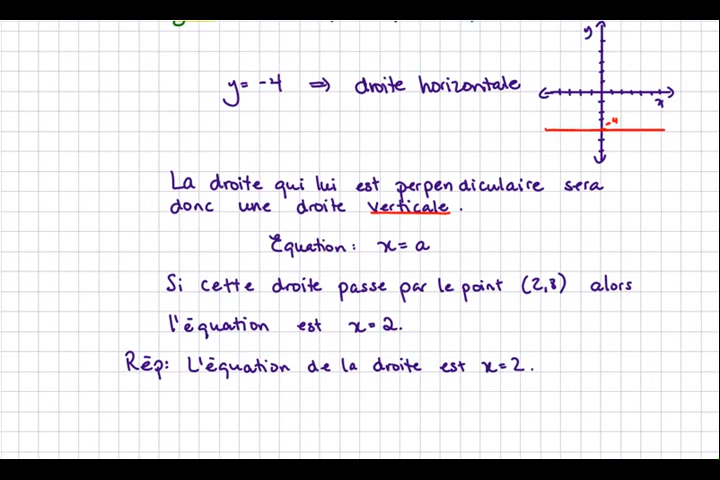 y
y = -4 ⇒ droite horizontale
x
-4
La droite qui lui est perpendiculaire sera
donc une droite verticale.
Équation: x = a
Si cette droite passe par le point (2,3) alors
l'équation est x = 2.
Rép: L'équation de la droite est x = 2.